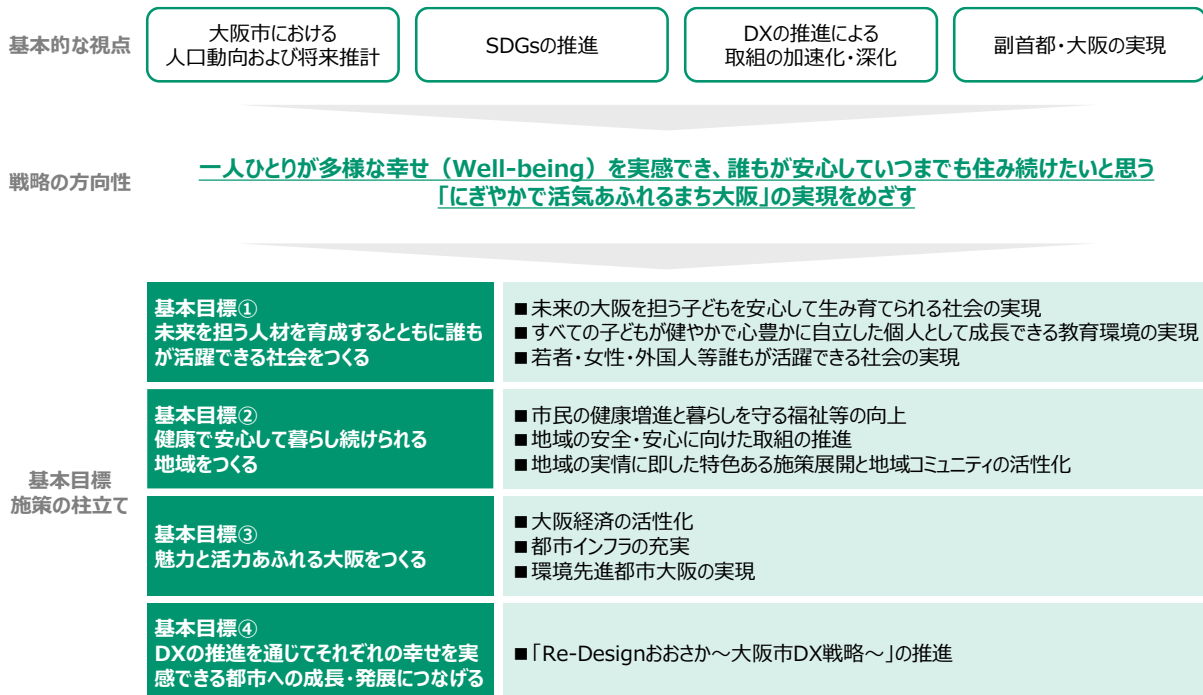 基本的な視点
大阪市における
人口動向および将来推計
SDGsの推進
DXの推進による
取組の加速化・深化
副首都・大阪の実現
戦略の方向性
一人ひとりが多様な幸せ（Well-being）を実感でき、誰もが安心していつまでも住み続けたいと思う
「にぎやかで活気あふれるまち大阪」の実現をめざす
基本目標
施策の柱立て
基本目標①
未来を担う人材を育成するとともに誰も
が活躍できる社会をつくる
■未来の大阪を担う子どもを安心して生み育てられる社会の実現
■すべての子どもが健やかで心豊かに自立した個人として成長できる教育環境の実現
■若者・女性・外国人等誰もが活躍できる社会の実現
基本目標②
健康で安心して暮らし続けられる
地域をつくる
■市民の健康増進と暮らしを守る福祉等の向上
■地域の安全・安心に向けた取組の推進
■地域の実情に即した特色ある施策展開と地域コミュニティの活性化
基本目標③
魅力と活力あふれる大阪をつくる
■大阪経済の活性化
■都市インフラの充実
■環境先進都市大阪の実現
基本目標④
DXの推進を通じてそれぞれの幸せを実
感できる都市への成長・発展につなげる
■「Re-Designおおさか～大阪市DX戦略～」の推進